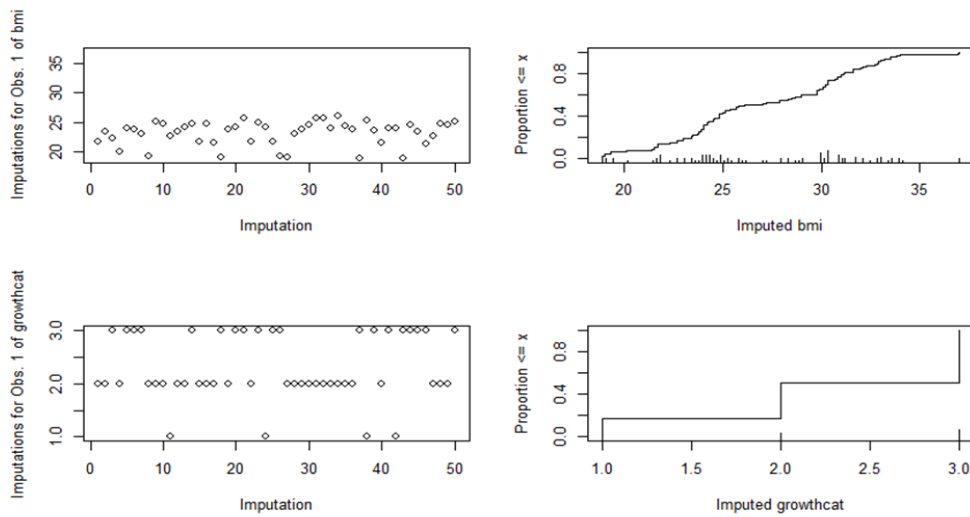 Imputations for Obs. 1 of bmi
35
30
25
20
0 10 20 30 40 50
Imputation
Proportion <= x
0.8
0.4
0.0
20 25 30 35
Imputed bmi
Imputations for Obs. 1 of growthcat
3.0
2.0
1.0
0 10 20 30 40 50
Imputation
Proportion <= x
0.8
0.4
0.0
1.0 1.5 2.0 2.5 3.0
Imputed growthcat